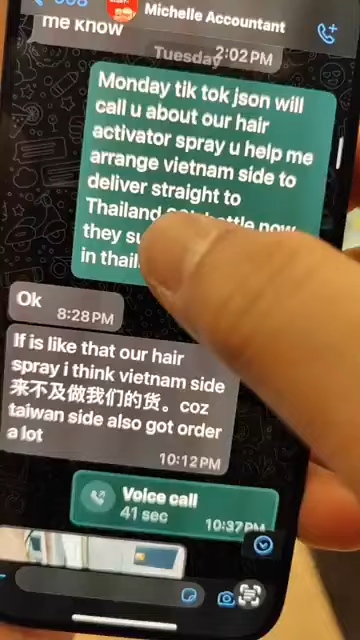 Michelle Accountant
me know
2:02 PM
Tuesday
Monday tik tok json will
call u about our hair
activator spray u help me
arrange vietnam side to
deliver straight to
Thailand now
they
in
Ok
8:28 PM
If is like that our hair
spray i think vietnam side
来不及做我们的货。coz
taiwan side also got order
a lot
10:12 PM
Voice call
41 sec
10:37 PM